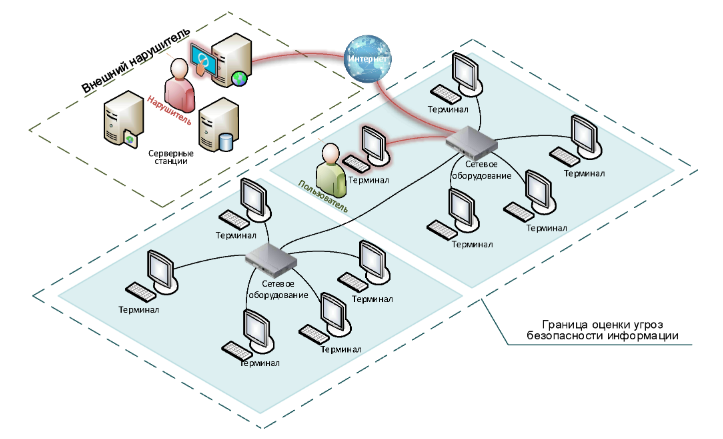 Внешний нарушитель
Интернет
Нарушитель
Серверные
станции
Терминал
Терминал
Терминал
Сетевое
оборудование
Пользователь
Терминал
Терминал
Терминал
Терминал
Сетевое
оборудование
Терминал
Терминал
Терминал
Терминал
Граница оценки угроз
безопасности информации